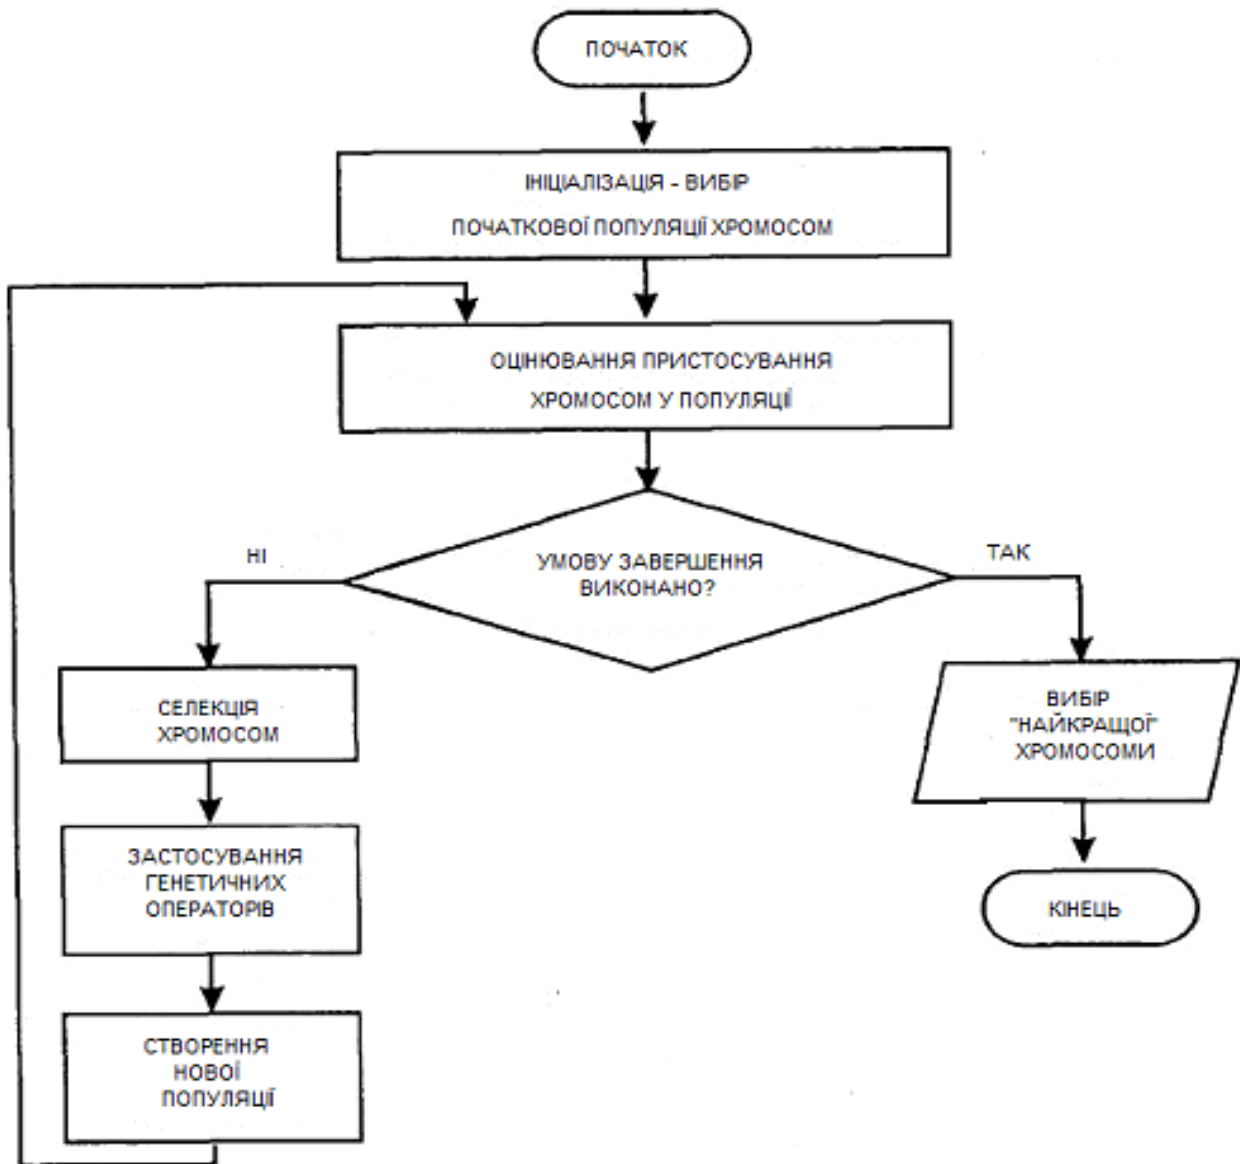 ПОЧАТОК
ІНІЦІАЛІЗАЦІЯ - ВИБІР
ПОЧАТКОВОЇ ПОПУЛЯЦІЇ ХРОМОСОМ
ОЦІНЮВАННЯ ПРИСТОСУВАННЯ
ХРОМОСОМ У ПОПУЛЯЦІЇ
УМОВУ ЗАВЕРШЕННЯ
ВИКОНАНО?
НІ
ТАК
СЕЛЕКЦІЯ
ХРОМОСОМ
ЗАСТОСУВАННЯ
ГЕНЕТИЧНИХ
ОПЕРАТОРІВ
СТВОРЕННЯ
НОВОЇ
ПОПУЛЯЦІЇ
ВИБІР
"НАЙКРАЩОЇ"
ХРОМОСОМИ
КІНЕЦЬ